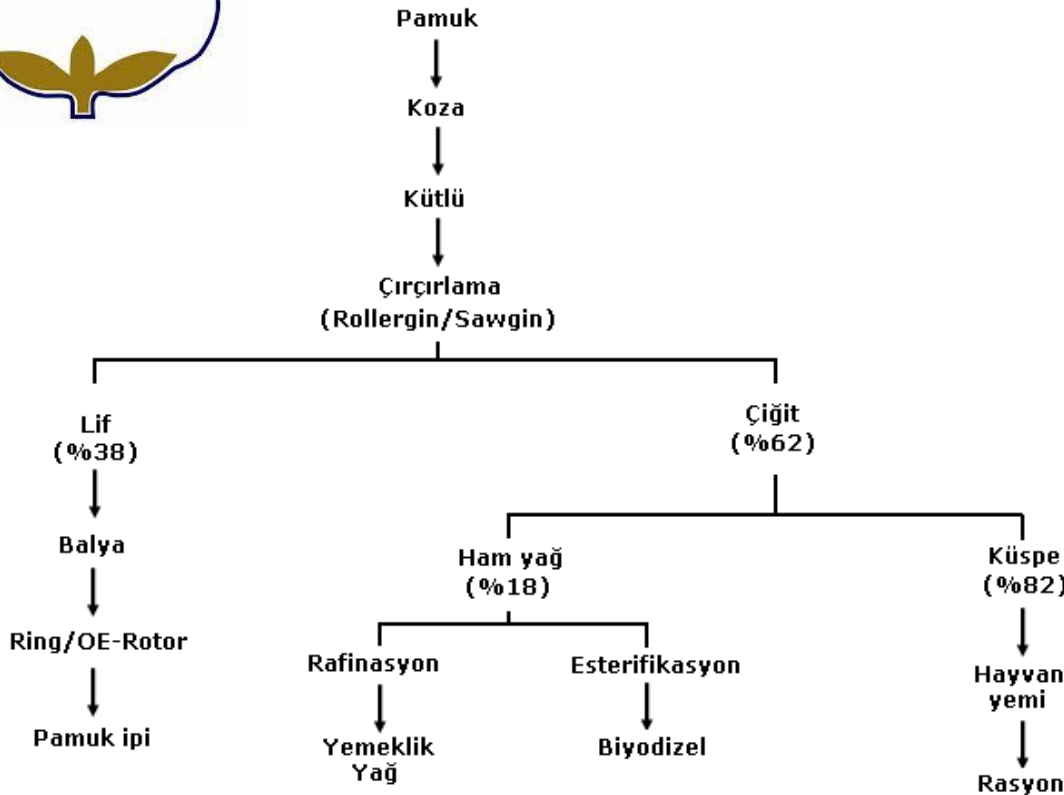 Pamuk
Koza
Kütlü
Çırçırlama
(Rollergin/Sawgin)
Lif
(%38)
Çiğit
(%62)
Balya
Ham yağ
(%18)
Küspe
(%82)
Ring/OE-Rotor
Rafinasyon
Esterifikasyon
Hayvan
yemi
Pamuk ipi
Yemeklik
Yağ
Biyodizel
Rasyon